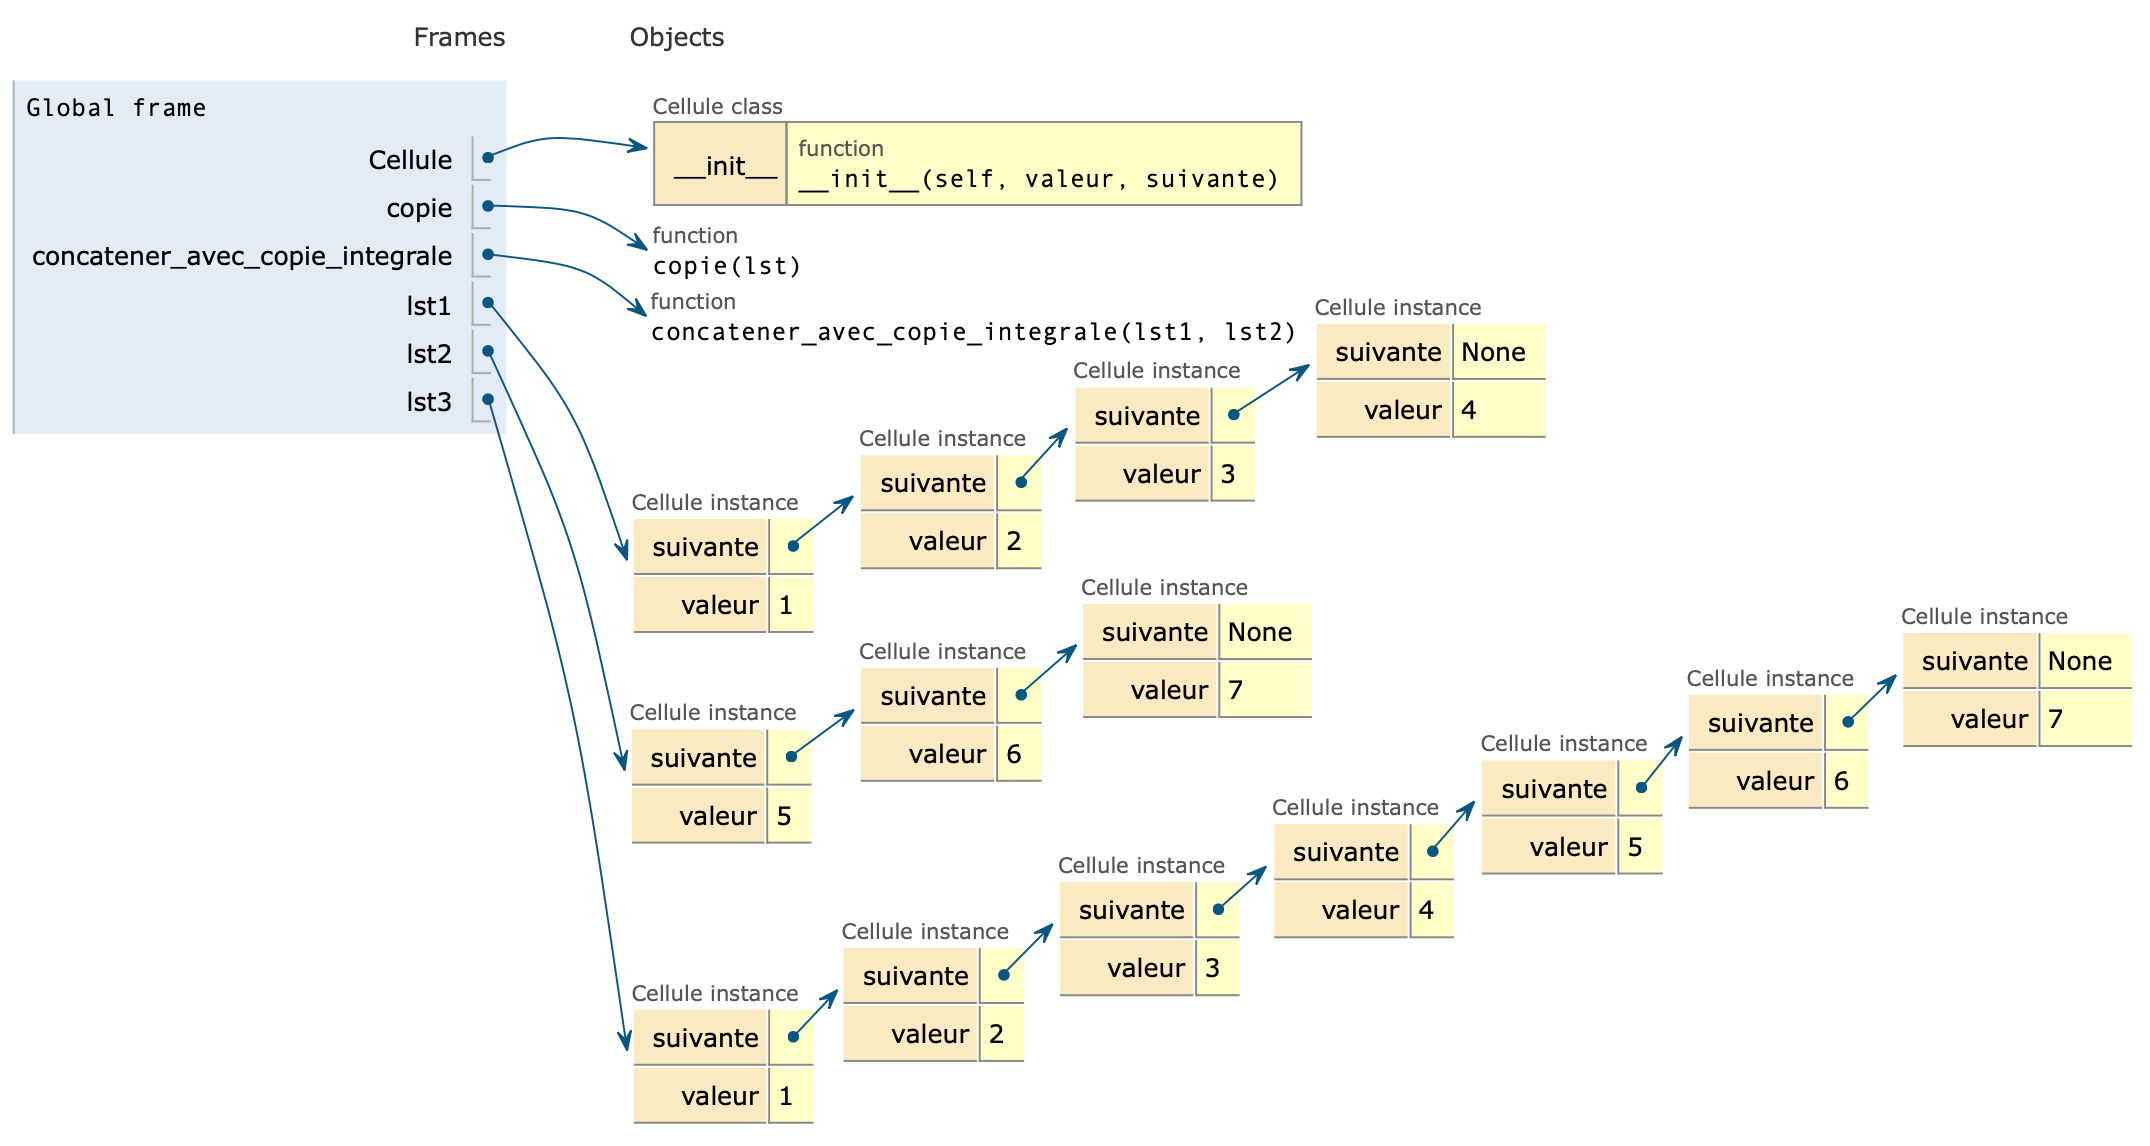 Frames
Objects
Global frame
Cellule
copie
concatener_avec_copie_integrale
lst1
lst2
lst3
Cellule class
__init__
function
__init__(self, valeur, suivante)
function
copie(lst)
function
concatener_avec_copie_integrale(lst1, lst2)
Cellule instance
suivante
valeur 1
Cellule instance
suivante
valeur 2
Cellule instance
suivante
valeur 3
Cellule instance
suivante None
valeur 4
Cellule instance
suivante
valeur 5
Cellule instance
suivante
valeur 6
Cellule instance
suivante None
valeur 7
Cellule instance
suivante
valeur 1
Cellule instance
suivante
valeur 2
Cellule instance
suivante
valeur 3
Cellule instance
suivante
valeur 4
Cellule instance
suivante
valeur 5
Cellule instance
suivante
valeur 6
Cellule instance
suivante None
valeur 7